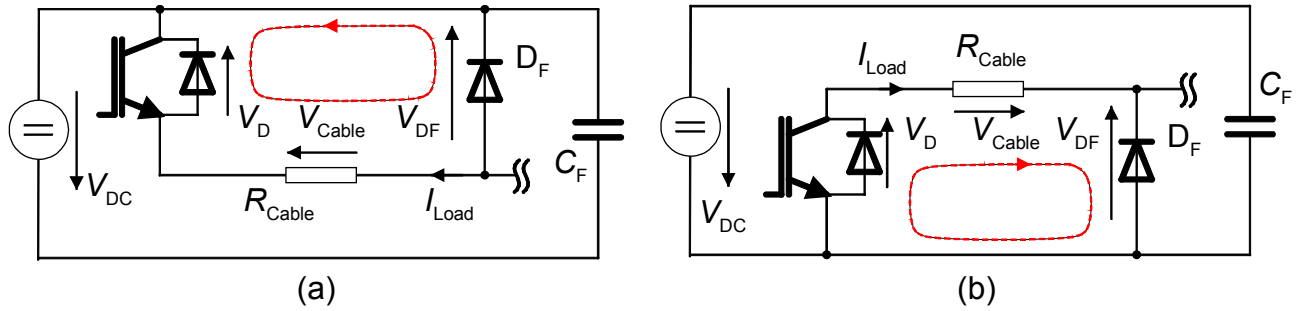 V_D
V_Cable
V_DF
D_F
V_DC
R_Cable
I_Load
C_F
(a)
I_Load
R_Cable
C_F
V_D
V_Cable
V_DF
D_F
V_DC
(b)